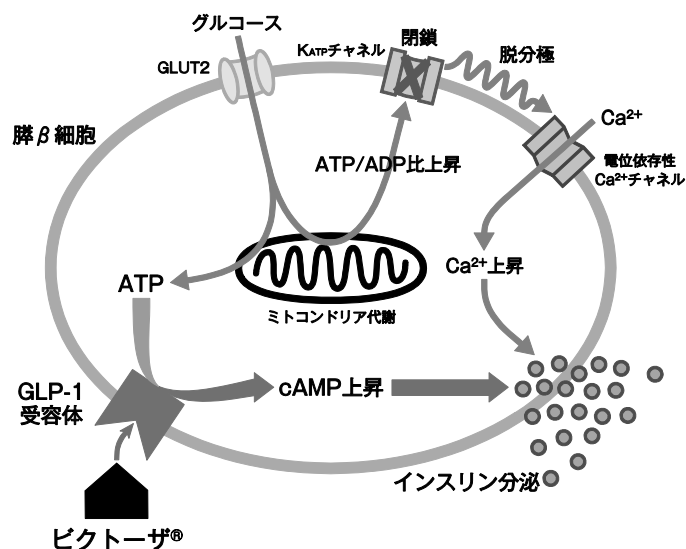 グルコース
GLUT2
KATPチャネル
閉鎖
脱分極
Ca²⁺
電位依存性
Ca²⁺チャネル
膵β細胞
ATP/ADP比上昇
Ca²⁺上昇
ATP
ミトコンドリア代謝
GLP-1
受容体
cAMP上昇
インスリン分泌
ビクトーザ®